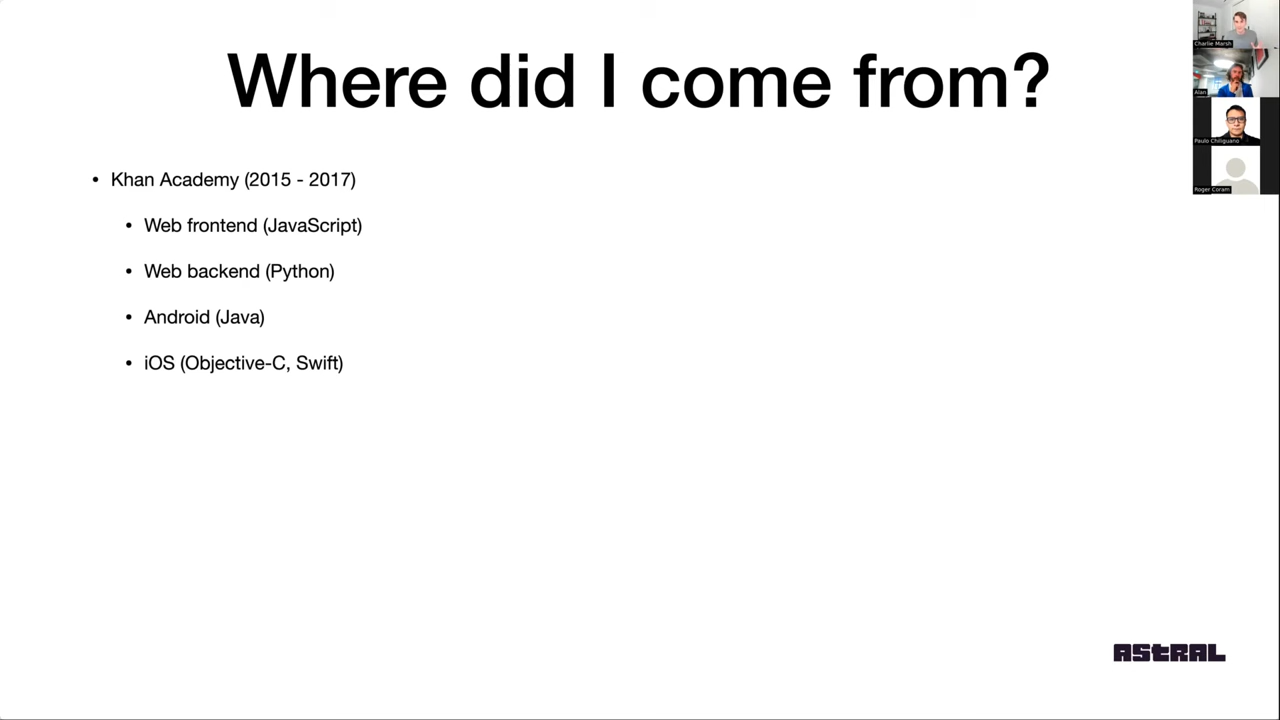 Where did I come from?
• Khan Academy (2015 - 2017)
• Web frontend (JavaScript)
• Web backend (Python)
• Android (Java)
• iOS (Objective-C, Swift)
Charlie Marsh
Alan
Paulo Chiliguano
Roger Coram
ASTRAL